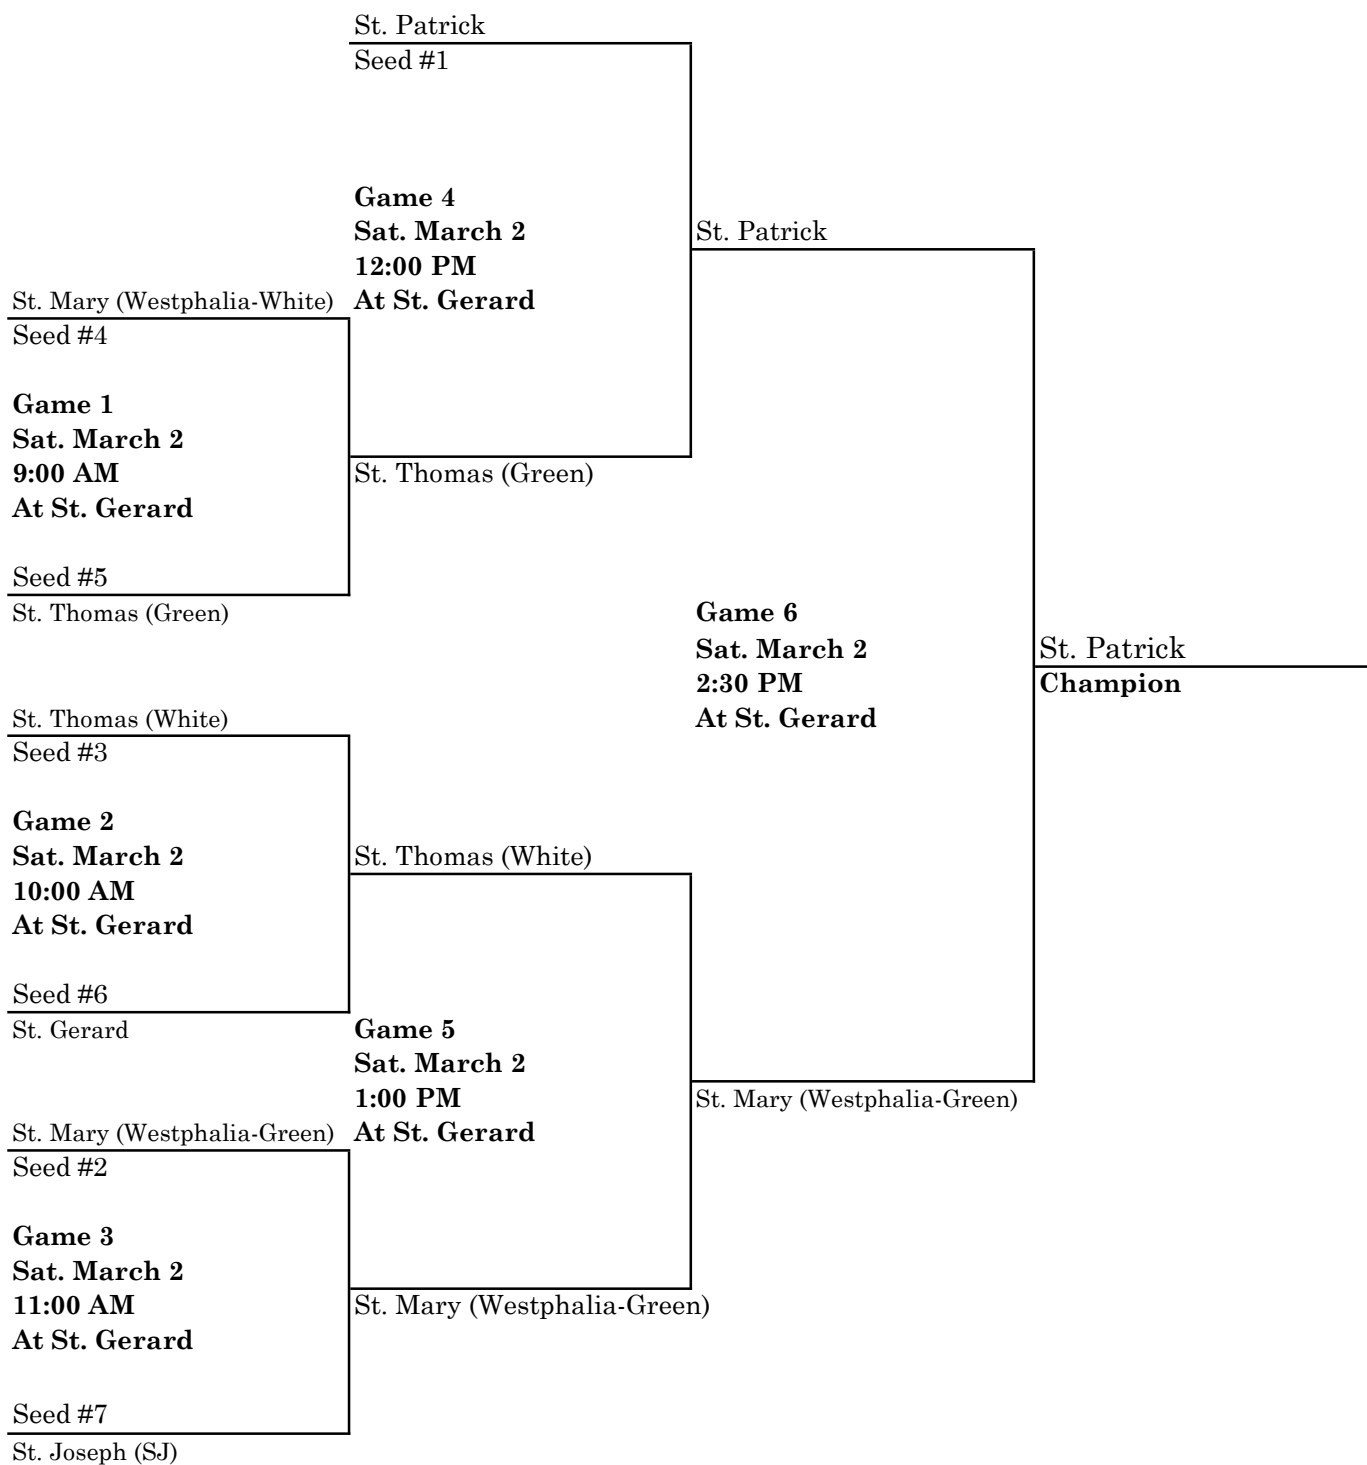 St. Patrick
Seed #1
Game 4
Sat. March 2
12:00 PM
At St. Gerard
St. Patrick
St. Mary (Westphalia-White)
Seed #4
Game 1
Sat. March 2
9:00 AM
At St. Gerard
St. Thomas (Green)
Seed #5
St. Thomas (Green)
Game 6
Sat. March 2
2:30 PM
At St. Gerard
St. Patrick
Champion
St. Thomas (White)
Seed #3
Game 2
Sat. March 2
10:00 AM
At St. Gerard
St. Thomas (White)
Seed #6
St. Gerard
Game 5
Sat. March 2
1:00 PM
At St. Gerard
St. Mary (Westphalia-Green)
St. Mary (Westphalia-Green)
Seed #2
Game 3
Sat. March 2
11:00 AM
At St. Gerard
St. Mary (Westphalia-Green)
Seed #7
St. Joseph (SJ)